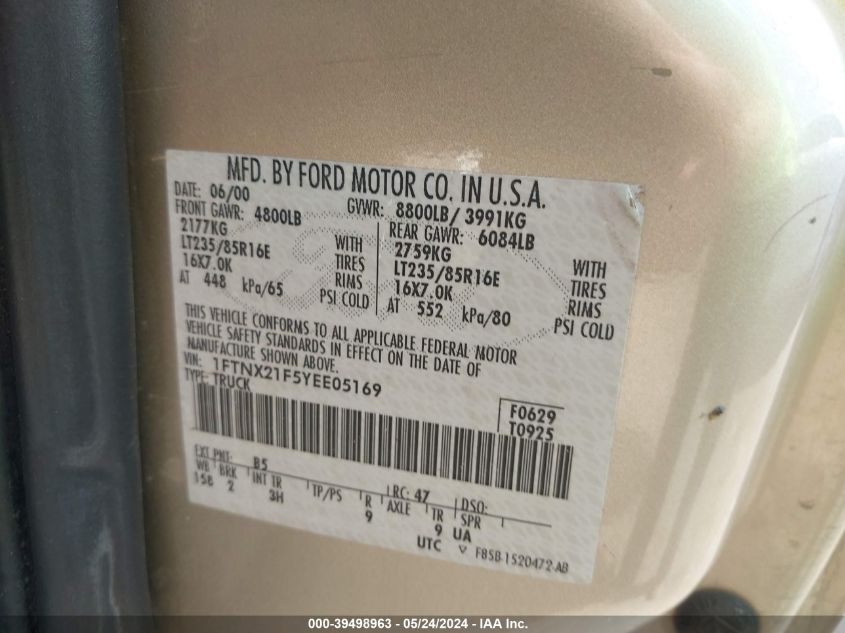 MFD. BY FORD MOTOR CO. IN U.S.A.
DATE: 06/00 GVWR: 8800LB/ 3991KG
FRONT GAWR: 4800LB REAR GAWR: 6084LB
2177KG WITH 2759KG WITH
LT235/85R16E TIRES LT235/85R16E TIRES
16X7.0K RIMS 16X7.0K RIMS
AT 448 kPa/65 PSI COLD AT 552 kPa/80 PSI COLD
THIS VEHICLE CONFORMS TO ALL APPLICABLE FEDERAL MOTOR
VEHICLE SAFETY STANDARDS IN EFFECT ON THE DATE OF
MANUFACTURE SHOWN ABOVE.
VIN: 1FTNX21F5YEE05169
TYPE: TRUCK
F0629
T0925
EXT PNT: B5 RC: 47 DSO:
WB BRK INT TR TP/PS R AXLE TR SPR
158 2 3H 9 9 UA
UTC ▽ F85B-1520472-AB
000-39498963 / 05/24/2024 - IAA Inc.